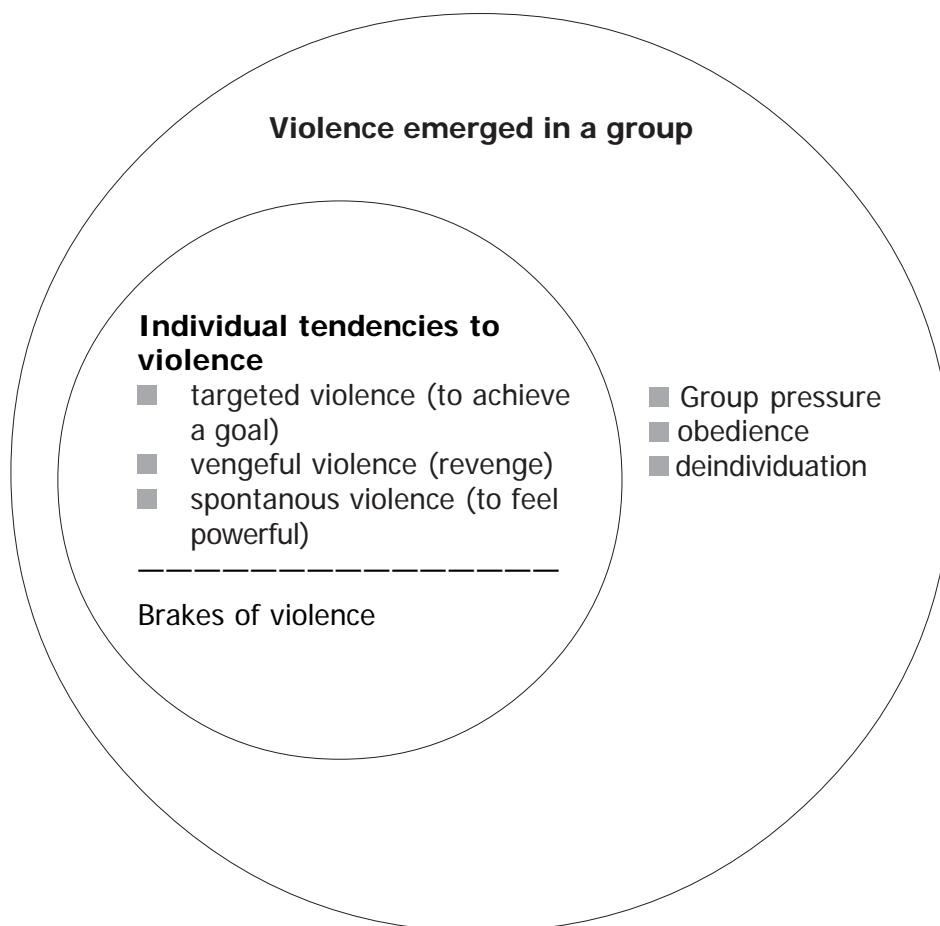 Violence emerged in a group
Individual tendencies to
violence
targeted violence (to achieve
a goal)
vengeful violence (revenge)
spontanous violence (to feel
powerful)
Brakes of violence
Group pressure
obedience
deindividuation